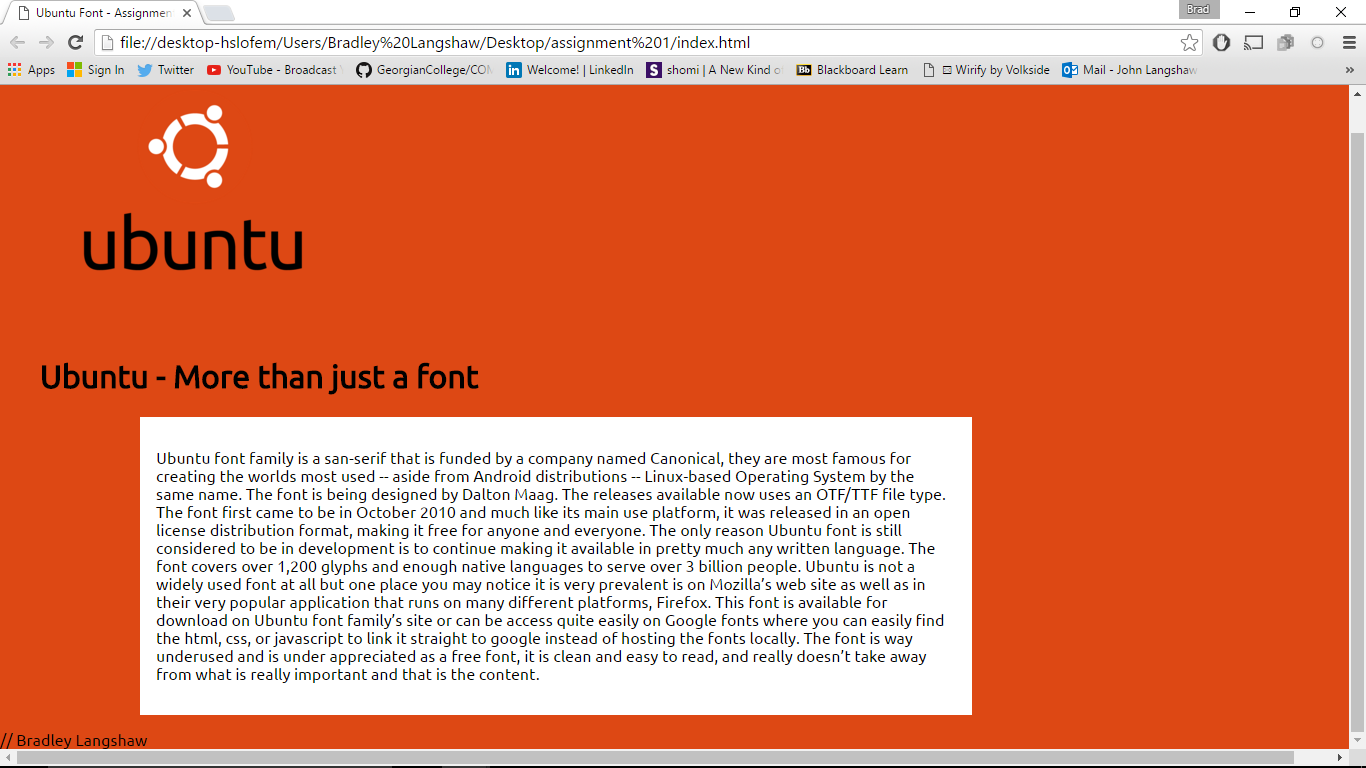 Ubuntu Font - Assignmen
Brad
file://desktop-hslofem/Users/Bradley%20Langshaw/Desktop/assignment%201/index.html
Apps Sign In Twitter YouTube - Broadcast GeorgianCollege/COM Welcome! | LinkedIn shomi | A New Kind o Blackboard Learn Wirify by Volkside Mail - John Langshaw »
ubuntu
Ubuntu - More than just a font
Ubuntu font family is a san-serif that is funded by a company named Canonical, they are most famous for
creating the worlds most used -- aside from Android distributions -- Linux-based Operating System by the
same name. The font is being designed by Dalton Maag. The releases available now uses an OTF/TTF file type.
The font first came to be in October 2010 and much like its main use platform, it was released in an open
license distribution format, making it free for anyone and everyone. The only reason Ubuntu font is still
considered to be in development is to continue making it available in pretty much any written language. The
font covers over 1,200 glyphs and enough native languages to serve over 3 billion people. Ubuntu is not a
widely used font at all but one place you may notice it is very prevalent is on Mozilla’s web site as well as in
their very popular application that runs on many different platforms, Firefox. This font is available for
download on Ubuntu font family’s site or can be access quite easily on Google fonts where you can easily find
the html, css, or javascript to link it straight to google instead of hosting the fonts locally. The font is way
underused and is under appreciated as a free font, it is clean and easy to read, and really doesn’t take away
from what is really important and that is the content.
// Bradley Langshaw